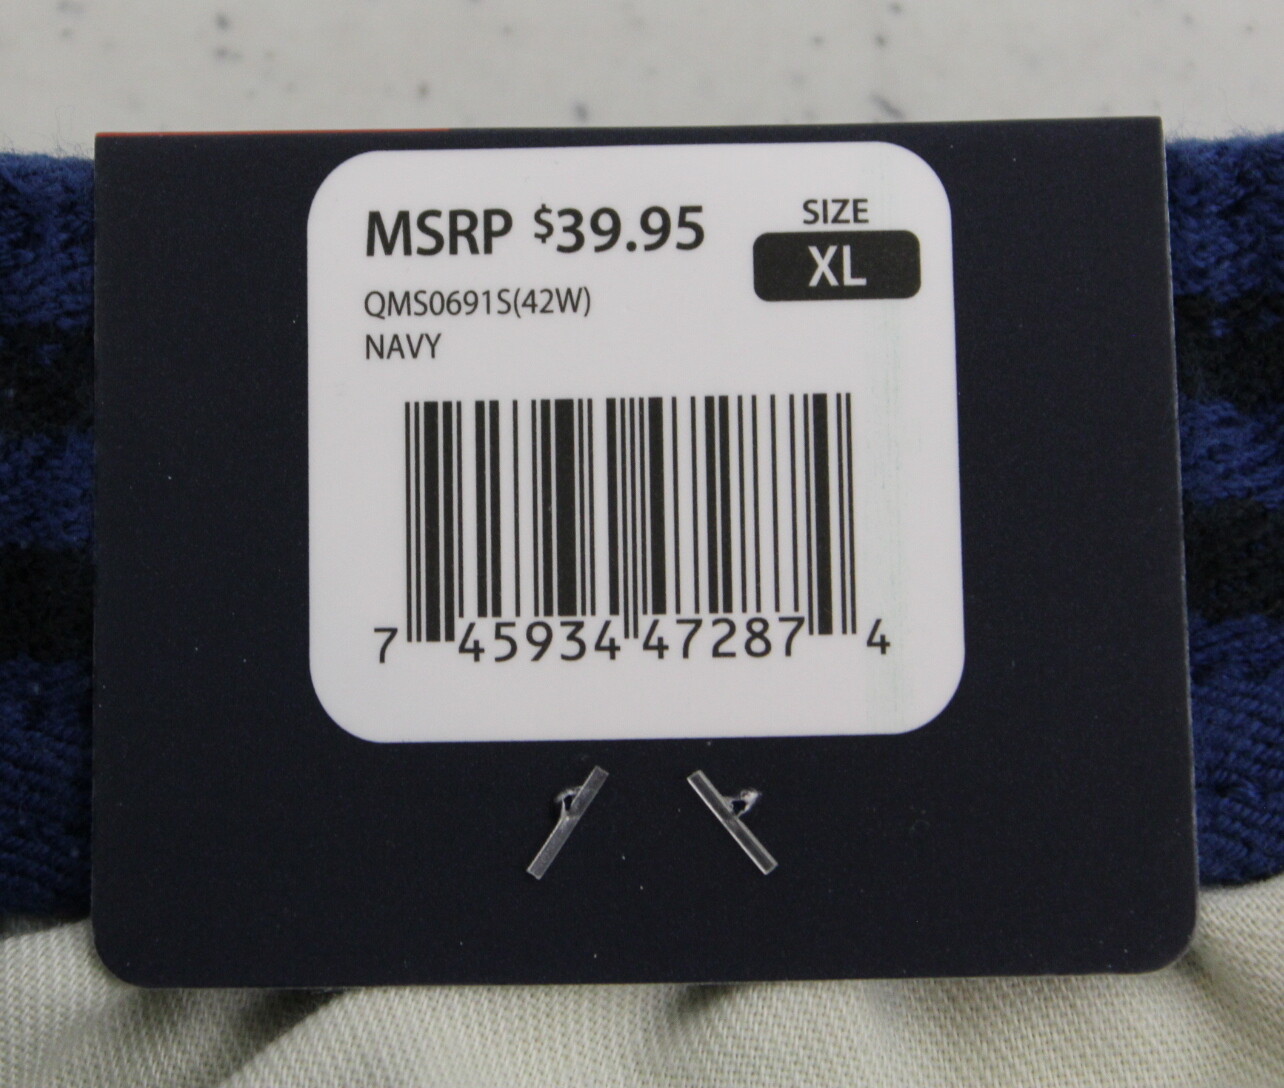 MSRP $39.95
SIZE
XL
QMS0691S(42W)
NAVY
7 45934 47287 4